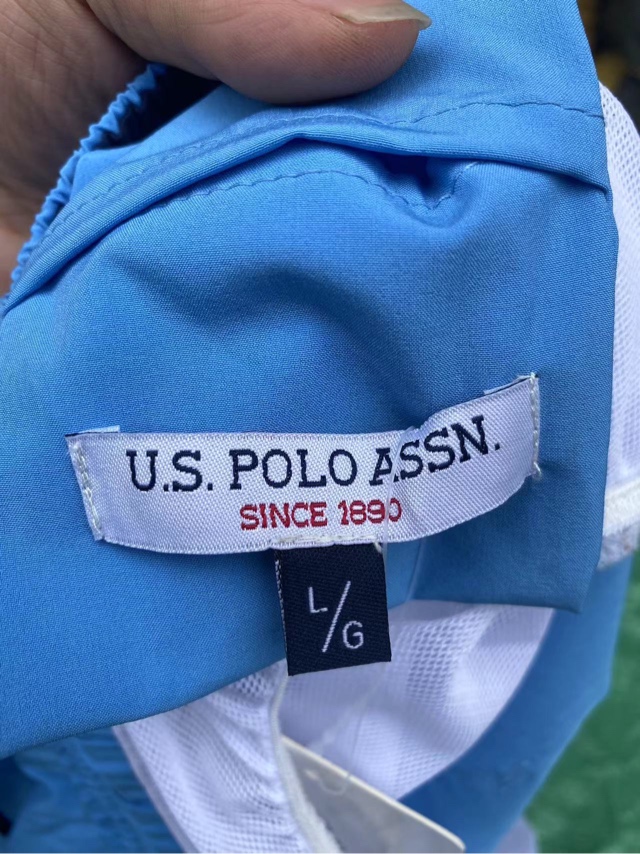 U.S. POLO ASSN.
SINCE 1890
L/G